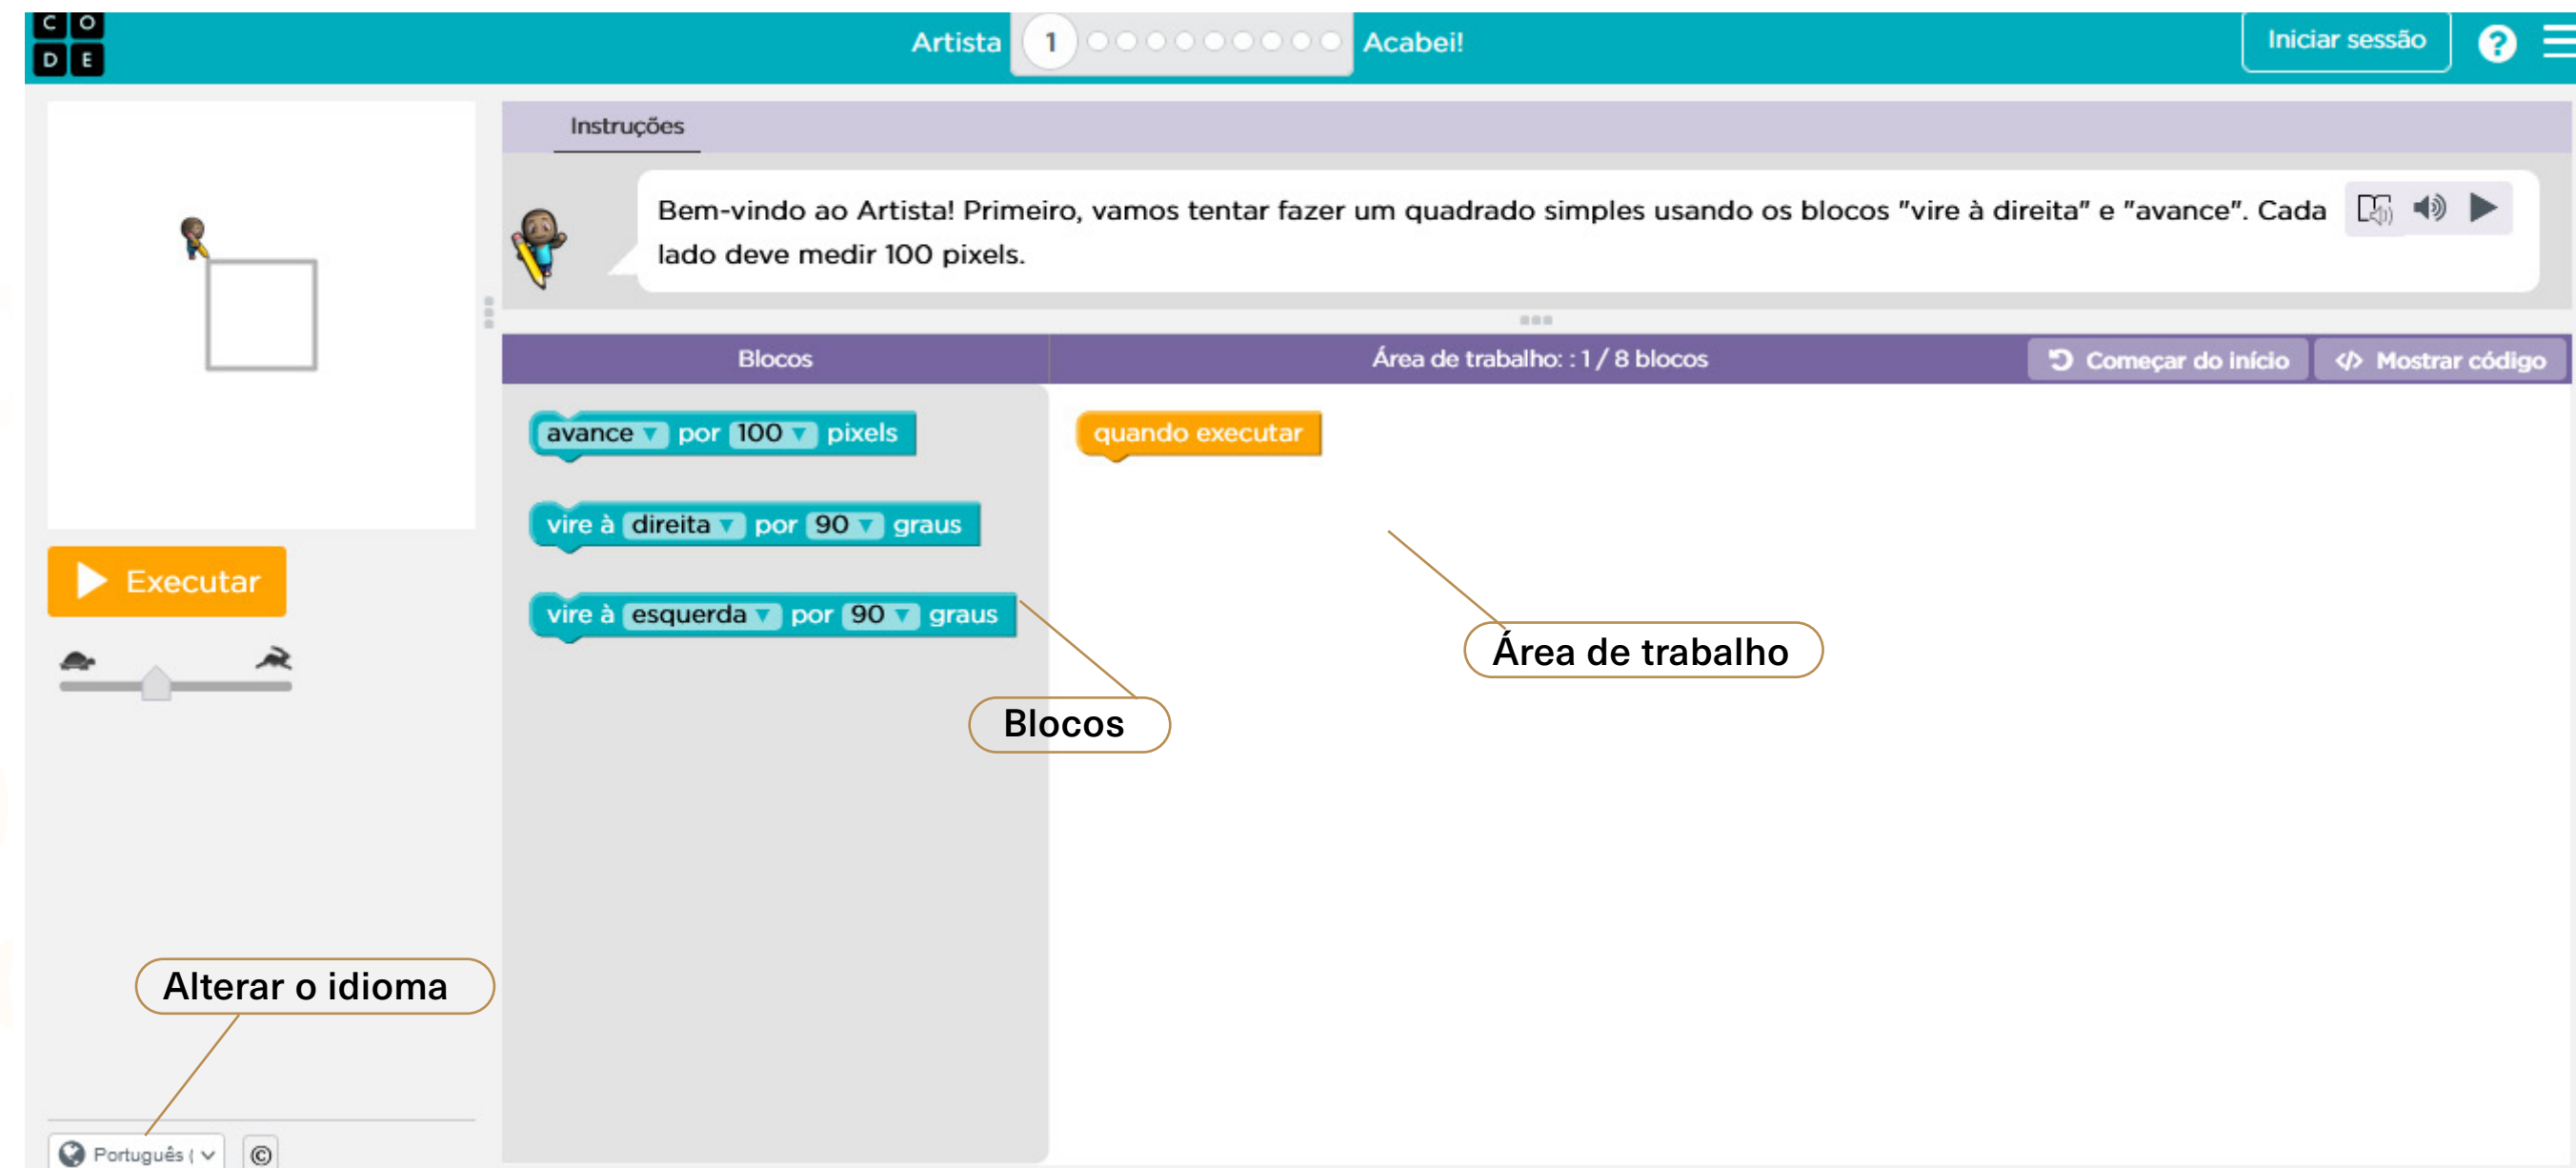 C O
D E
Artista 1 Acabei!
Iniciar sessão ?
Instruções
Bem-vindo ao Artista! Primeiro, vamos tentar fazer um quadrado simples usando os blocos "vire à direita" e "avance". Cada
lado deve medir 100 pixels.
Blocos
Área de trabalho: : 1 / 8 blocos
Começar do início
</> Mostrar código
avance por 100 pixels
vire à direita por 90 graus
vire à esquerda por 90 graus
quando executar
Executar
Área de trabalho
Blocos
Alterar o idioma
Português (
©